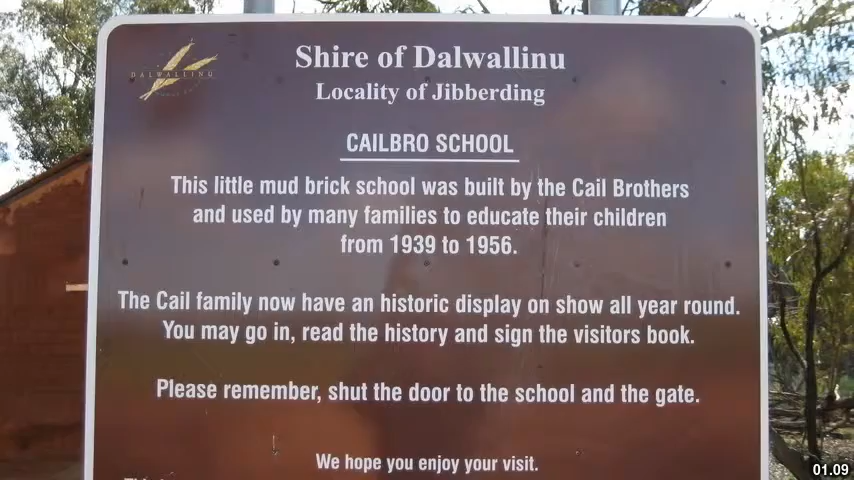 DALWALLINU
Shire of Dalwallinu
Locality of Jibberding
CAILBRO SCHOOL
This little mud brick school was built by the Cail Brothers
and used by many families to educate their children
from 1939 to 1956.
The Cail family now have an historic display on show all year round.
You may go in, read the history and sign the visitors book.
Please remember, shut the door to the school and the gate.
We hope you enjoy your visit.
01.09